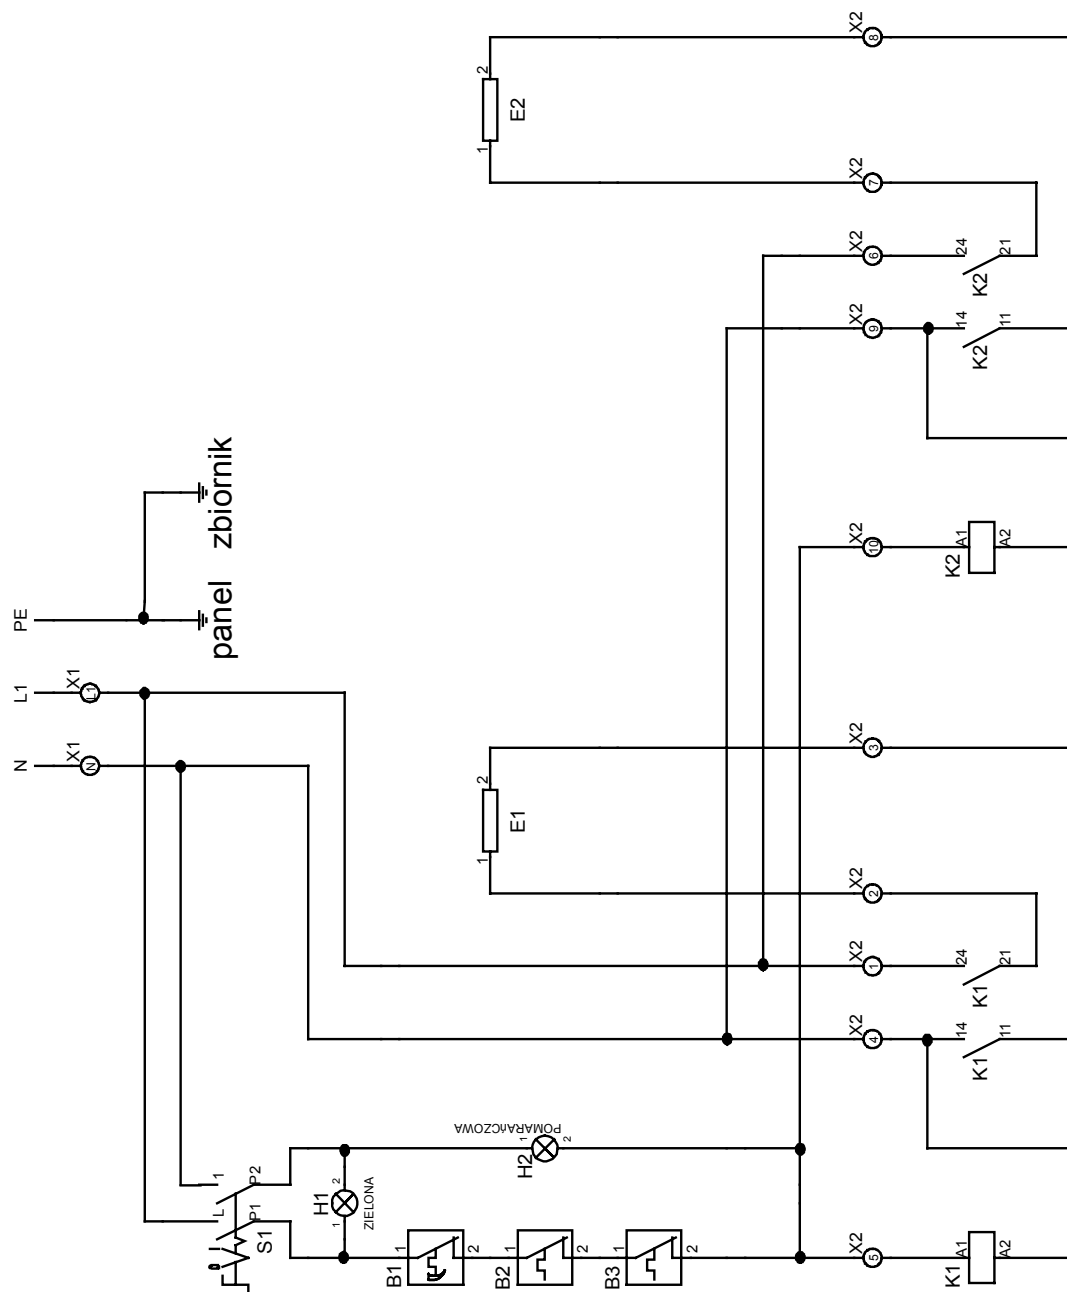 X2
8
2
E2
1
X2
7
X2
6
24
21
K2
X2
9
14
11
K2
zbiornik
panel
PE
X2
10
A1
A2
K2
L1
X1
L1
N
X1
N
X2
3
2
E1
1
X2
2
X2
1
24
21
K1
X2
4
14
11
K1
POMARAńCZOWA
1
2
H2
1
P2
L
P1
S1
H1
1
2
ZIELONA
B1
1
2
B2
1
2
B3
1
2
X2
5
A1
A2
K1